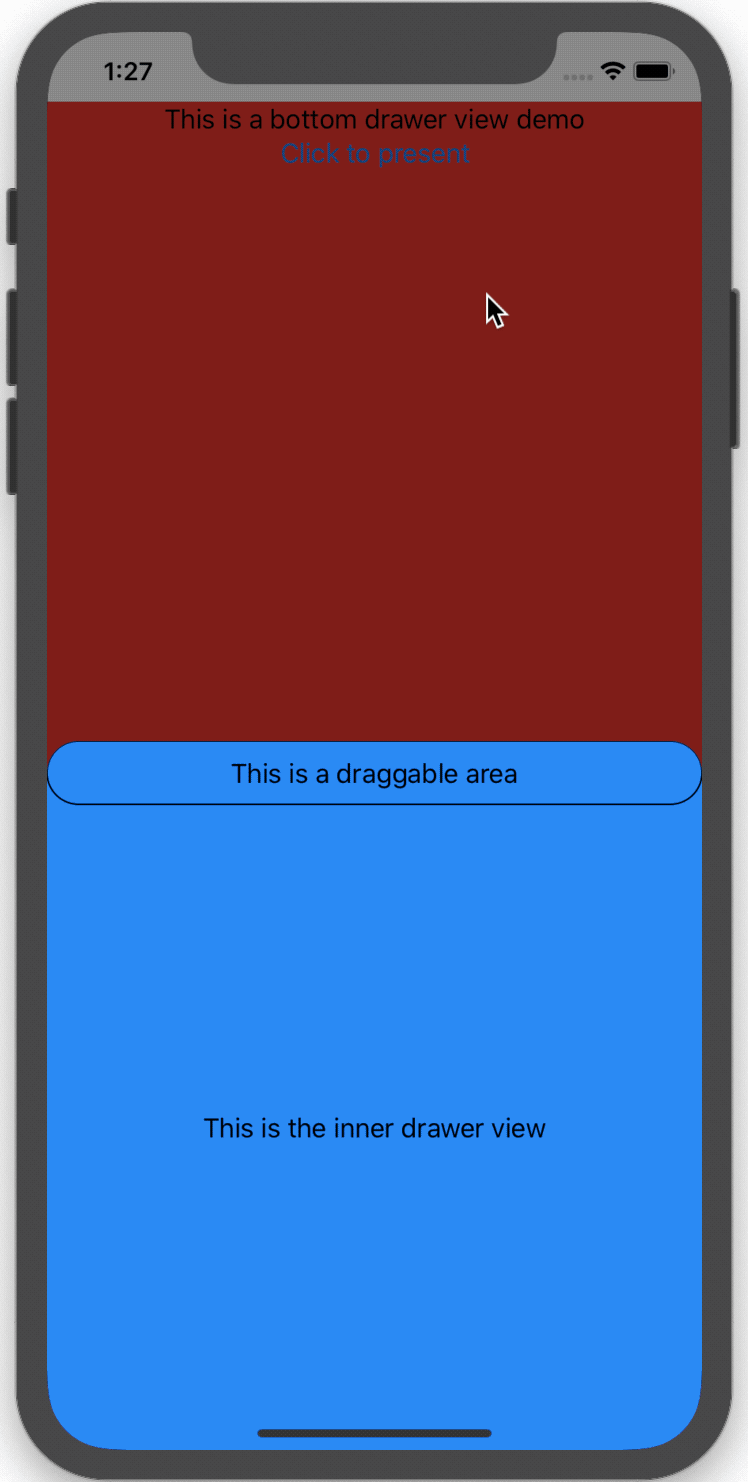 1:27
This is a bottom drawer view demo
Click to present
This is a draggable area
This is the inner drawer view